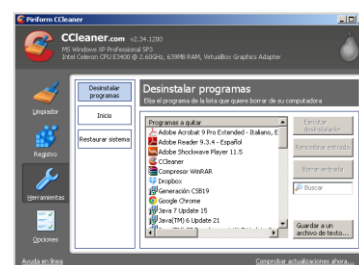 Piriform CCleaner
CCleaner.com v2.34.1200
MS Windows XP Professional SP3
Intel Celeron CPU E3400 @ 2.60GHz, 639MB RAM, VirtualBox Graphics Adapter
Limpiador
Registro
Herramientas
Opciones
Desinstalar programas
Inicio
Restaurar sistema
Desinstalar programas
Elija el programa de la lista que quiere borrar de su computadora
Programas a quitar
Adobe Acrobat 9 Pro Extended - Italiano, E
Adobe Reader 9.3.4 - Español
Adobe Shockwave Player 11.5
CCleaner
Compresor WinRAR
Dropbox
Generación CSB19
Google Chrome
Java 7 Update 15
Java(TM) 6 Update 21
Ejecutar desinstalador
Renombrar entrada
Borrar entrada
Buscar
Guardar a un archivo de texto...
Ayuda en línea
Comprobar actualizaciones ahora...